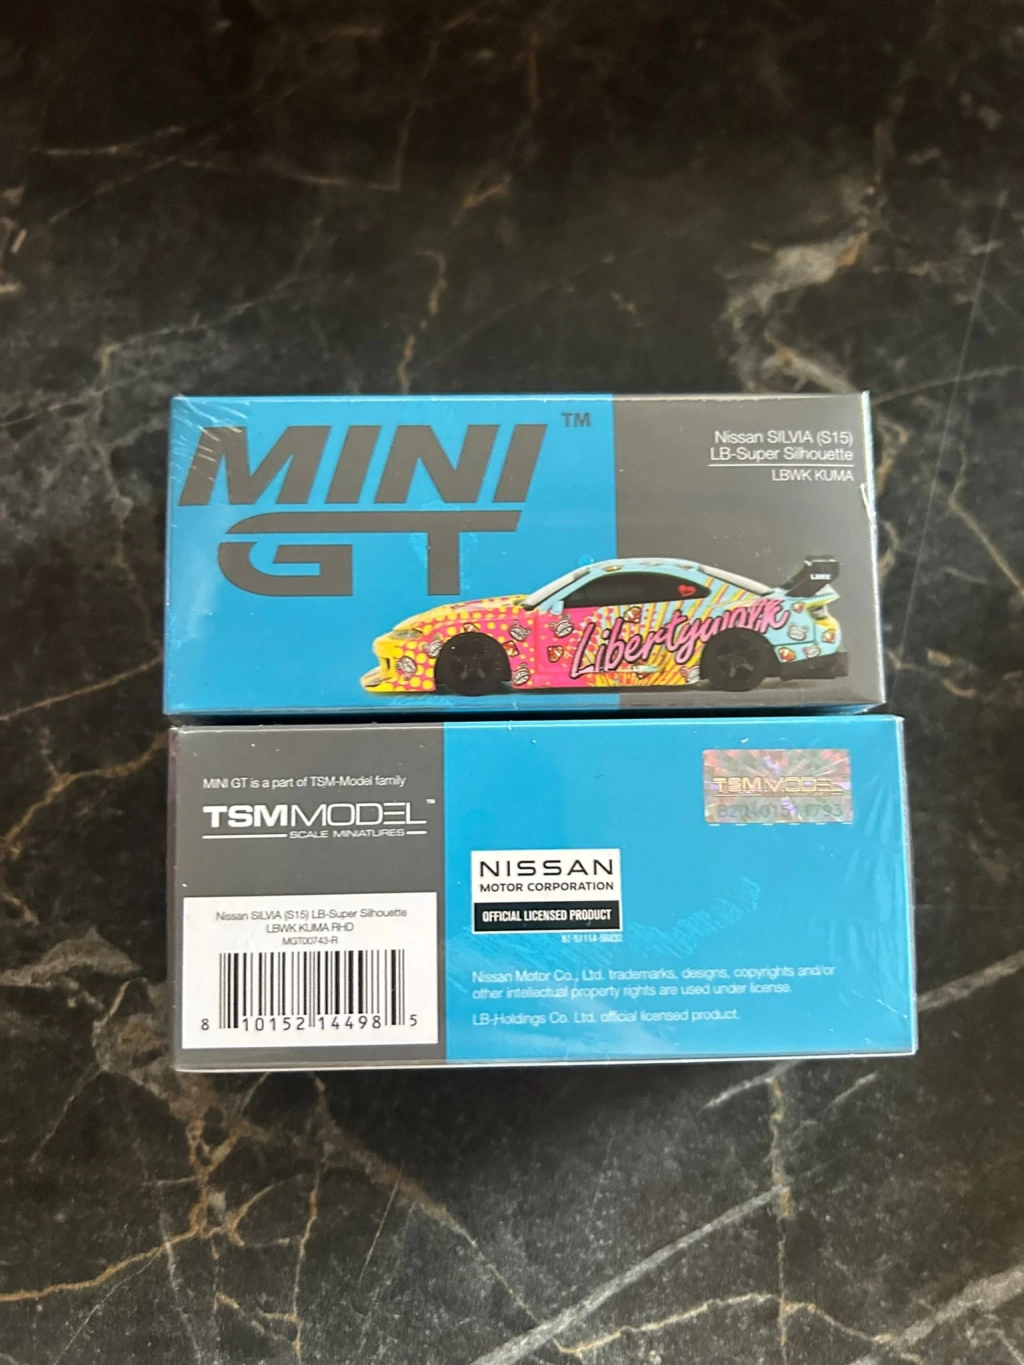 MINI
GT
TM
Nissan SILVIA (S15)
LB-Super Silhouette
LBWK KUMA
Libertywalk
LBWK
MINI GT is a part of TSM-Model family
TSMMODEL™
SCALE MINIATURES
Nissan SILVIA (S15) LB-Super Silhouette
LBWK KUMA RHD
MGT00743-R
8 10152 14498 5
TSMMODEL
NISSAN
MOTOR CORPORATION
OFFICIAL LICENSED PRODUCT
Nissan Motor Co., Ltd. trademarks, designs, copyrights and/or
other intellectual property rights are used under license.
LB-Holdings Co. Ltd. official licensed product.